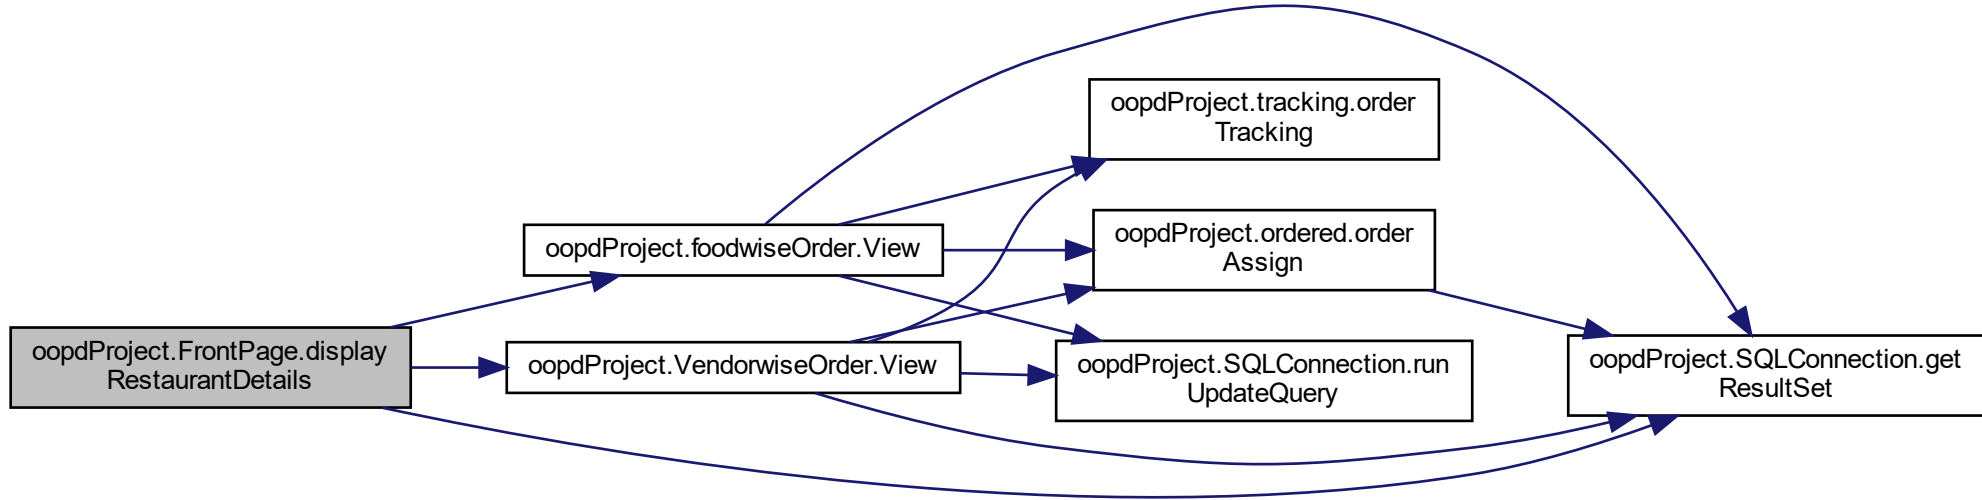 oopdProject.FrontPage.display
RestaurantDetails
oopdProject.foodwiseOrder.View
oopdProject.VendorwiseOrder.View
oopdProject.tracking.order
Tracking
oopdProject.ordered.order
Assign
oopdProject.SQLConnection.run
UpdateQuery
oopdProject.SQLConnection.get
ResultSet